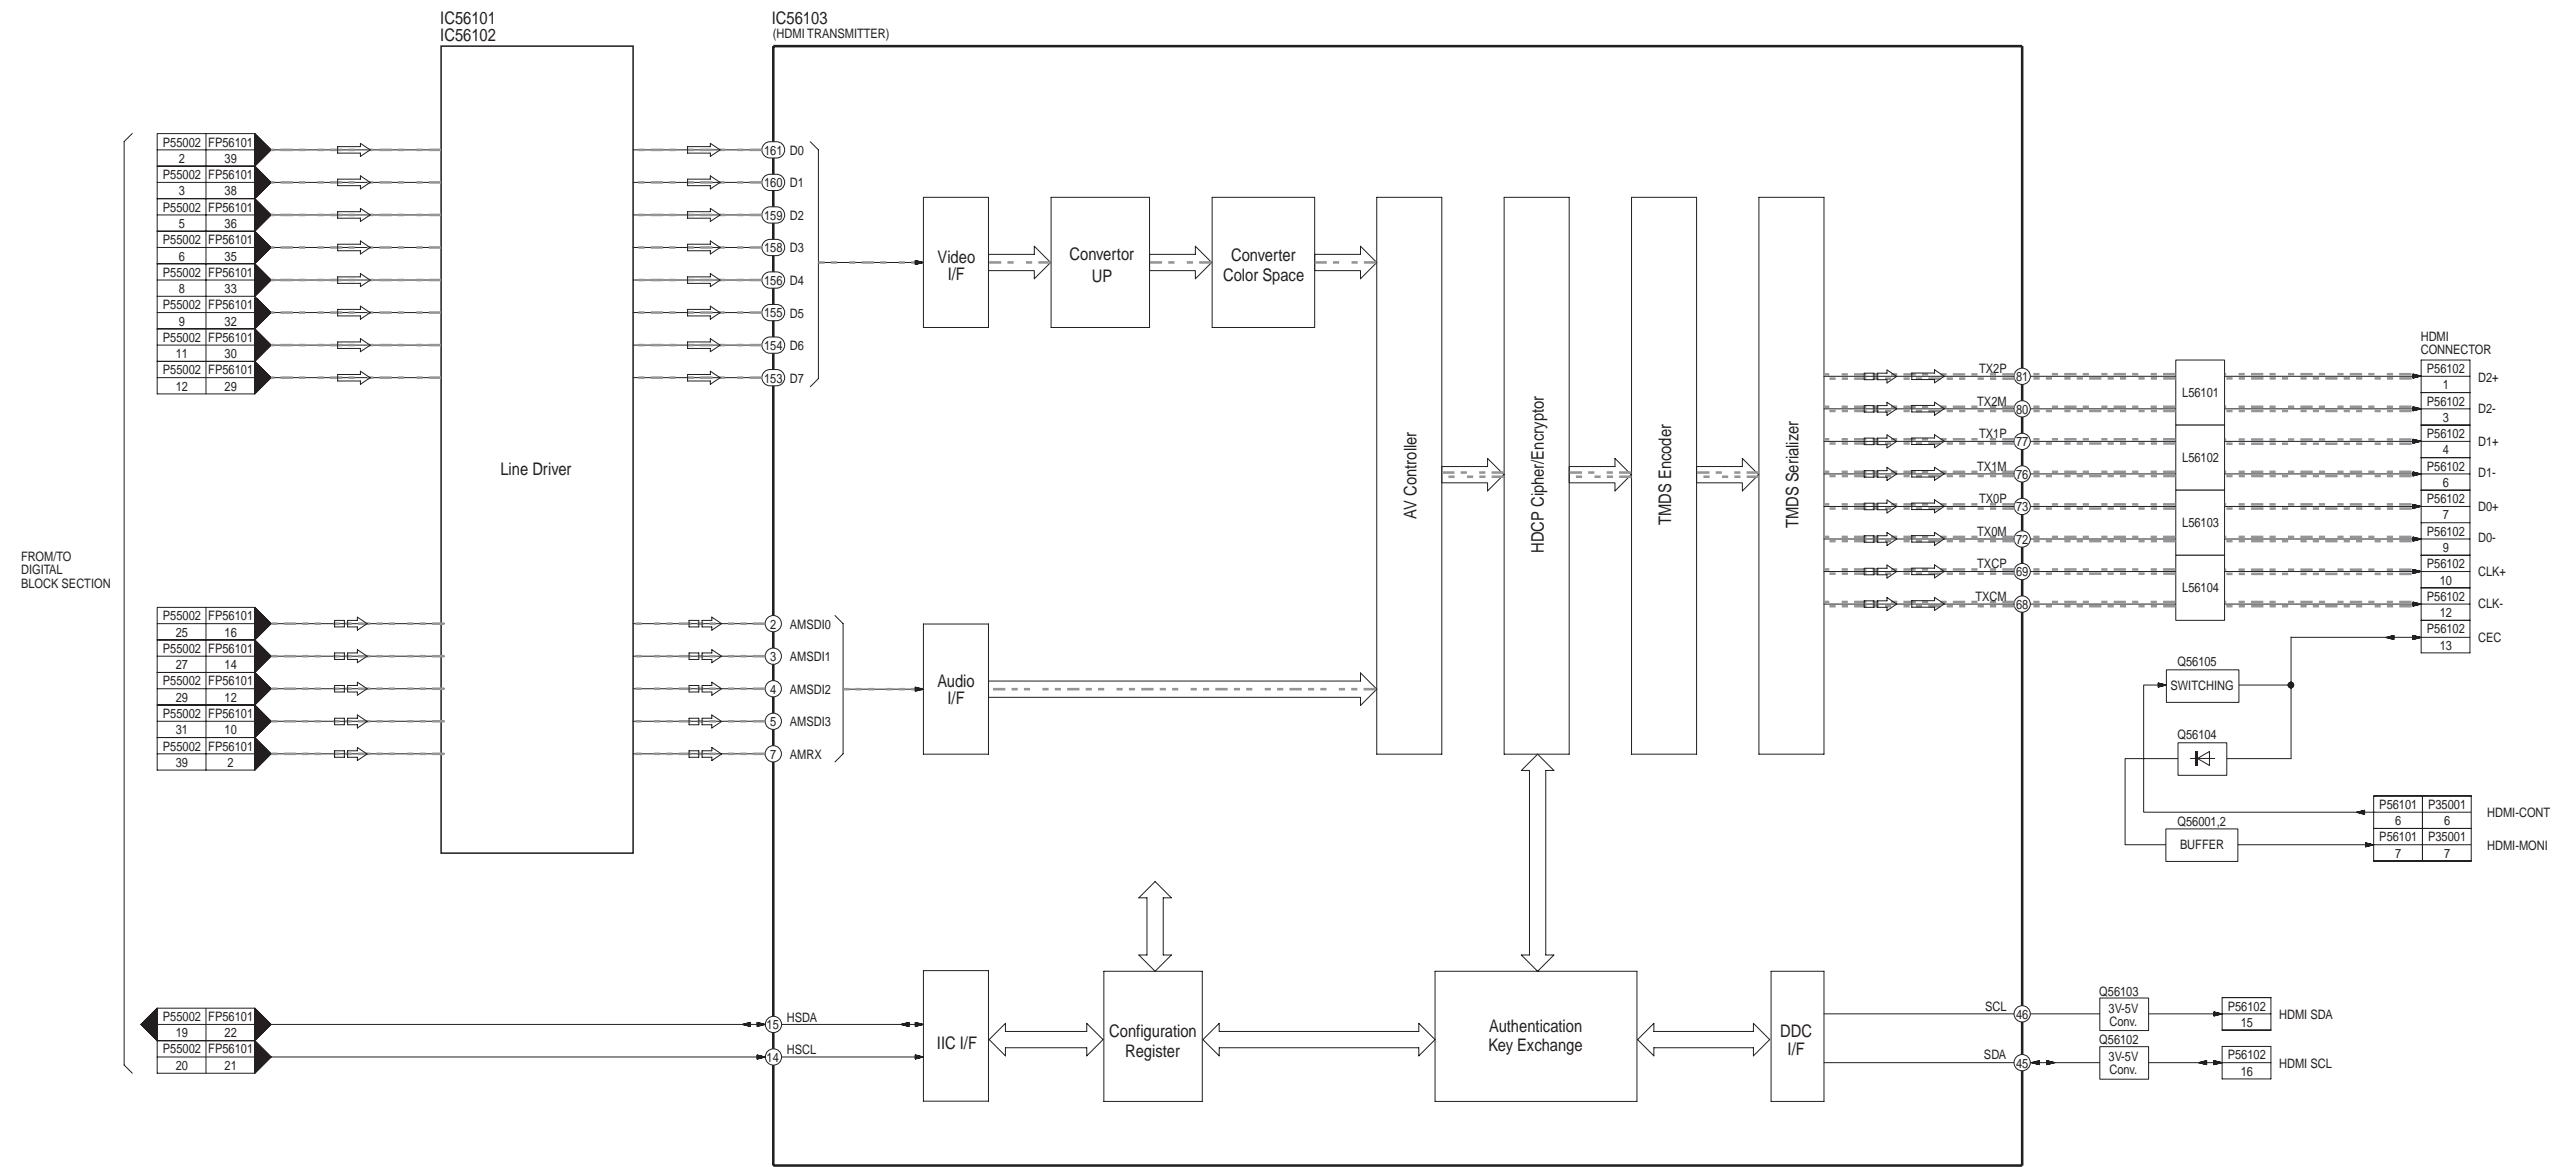 IC56101
IC56102
IC56103
(HDMI TRANSMITTER)
P55002 FP56101
2 39
P55002 FP56101
3 38
P55002 FP56101
5 36
P55002 FP56101
6 35
P55002 FP56101
8 33
P55002 FP56101
9 32
P55002 FP56101
11 30
P55002 FP56101
12 29
FROM/TO
DIGITAL
BLOCK SECTION
P55002 FP56101
25 16
P55002 FP56101
27 14
P55002 FP56101
29 12
P55002 FP56101
31 10
P55002 FP56101
39 2
P55002 FP56101
19 22
P55002 FP56101
20 21
Line Driver
161 D0
160 D1
159 D2
158 D3
156 D4
155 D5
154 D6
153 D7
2 AMSDI0
3 AMSDI1
4 AMSDI2
5 AMSDI3
7 AMRX
15 HSDA
14 HSCL
Video
I/F
Convertor
UP
Converter
Color Space
Audio
I/F
AV Controller
HDCP Cipher/Encryptor
TMDS Encoder
TMDS Serializer
IIC I/F
Configuration
Register
Authentication
Key Exchange
DDC
I/F
TX2P 81
TX2M 80
TX1P 77
TX1M 76
TX0P 73
TX0M 72
TXCP 69
TXCM 68
SCL 46
SDA 45
L56101
L56102
L56103
L56104
HDMI
CONNECTOR
P56102
1 D2+
P56102
3 D2-
P56102
4 D1+
P56102
6 D1-
P56102
7 D0+
P56102
9 D0-
P56102
10 CLK+
P56102
12 CLK-
P56102
13 CEC
Q56105
SWITCHING
Q56104
Q56001,2
BUFFER
P56101 P35001 HDMI-CONT
6 6
P56101 P35001 HDMI-MONI
7 7
Q56103
3V-5V
Conv.
P56102
15 HDMI SDA
Q56102
3V-5V
Conv.
P56102
16 HDMI SCL